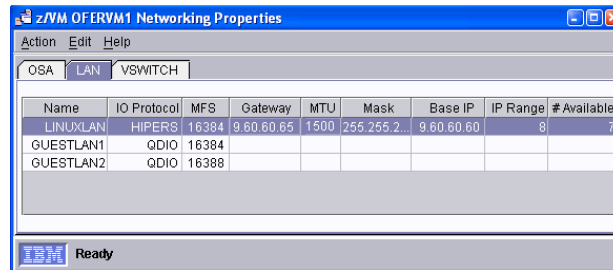 z/VM OFERVM1 Networking Properties
Action Edit Help
OSA LAN VSWITCH
Name IO Protocol MFS Gateway MTU Mask Base IP IP Range # Available
LINUXLAN HIPERS 16384 9.60.60.65 1500 255.255.2... 9.60.60.60 8 7
GUESTLAN1 QDIO 16384
GUESTLAN2 QDIO 16388
IBM Ready